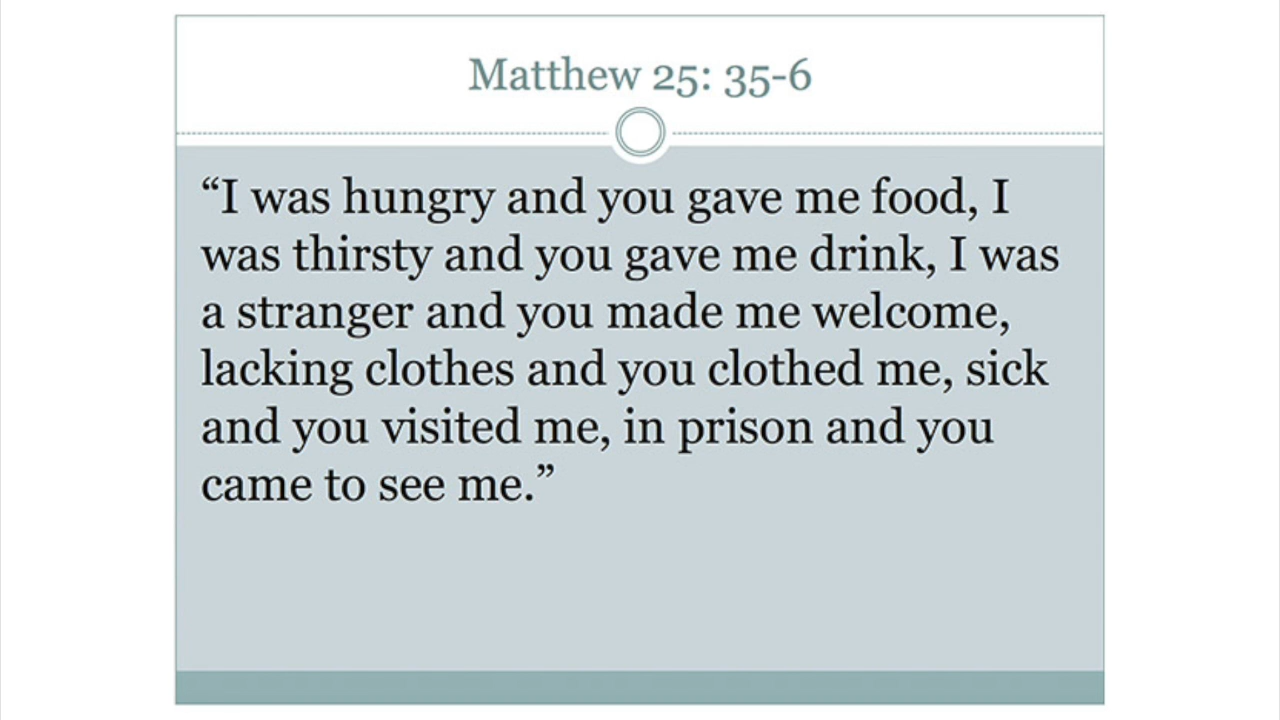 Matthew 25: 35-6
“I was hungry and you gave me food, I
was thirsty and you gave me drink, I was
a stranger and you made me welcome,
lacking clothes and you clothed me, sick
and you visited me, in prison and you
came to see me.”